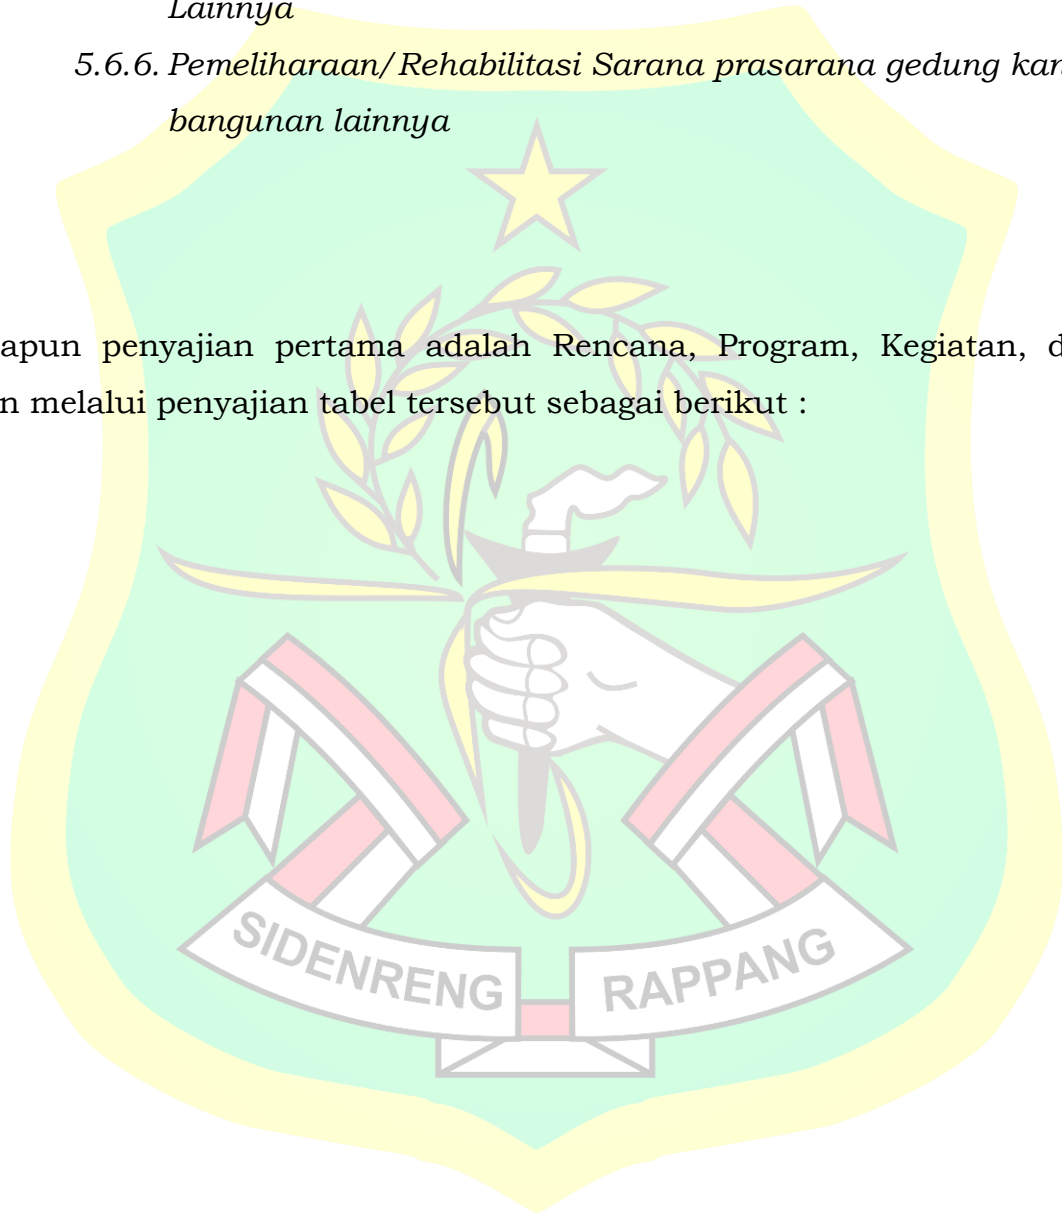 Lainnya
5.6.6. Pemeliharaan/Rehabilitasi Sarana prasarana gedung kan
bangunan lainnya
apun penyajian pertama adalah Rencana, Program, Kegiatan, d
n melalui penyajian tabel tersebut sebagai berikut :
SIDENRENG RAPPANG